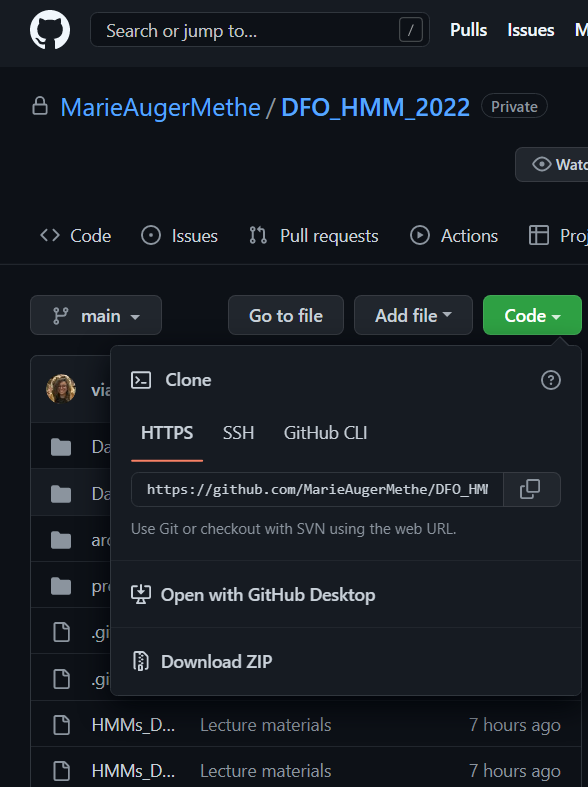 Search or jump to... / Pulls Issues M
MarieAugerMethe / DFO_HMM_2022 Private
Watc
Code Issues Pull requests Actions Proj
main Go to file Add file Code
via
Clone ?
HTTPS SSH GitHub CLI
Da
https://github.com/MarieAugerMethe/DFO_HM
Da
Use Git or checkout with SVN using the web URL.
arc
pre
Open with GitHub Desktop
.gi
Download ZIP
.gi
HMMs_D... Lecture materials 7 hours ago
HMMs_D... Lecture materials 7 hours ago